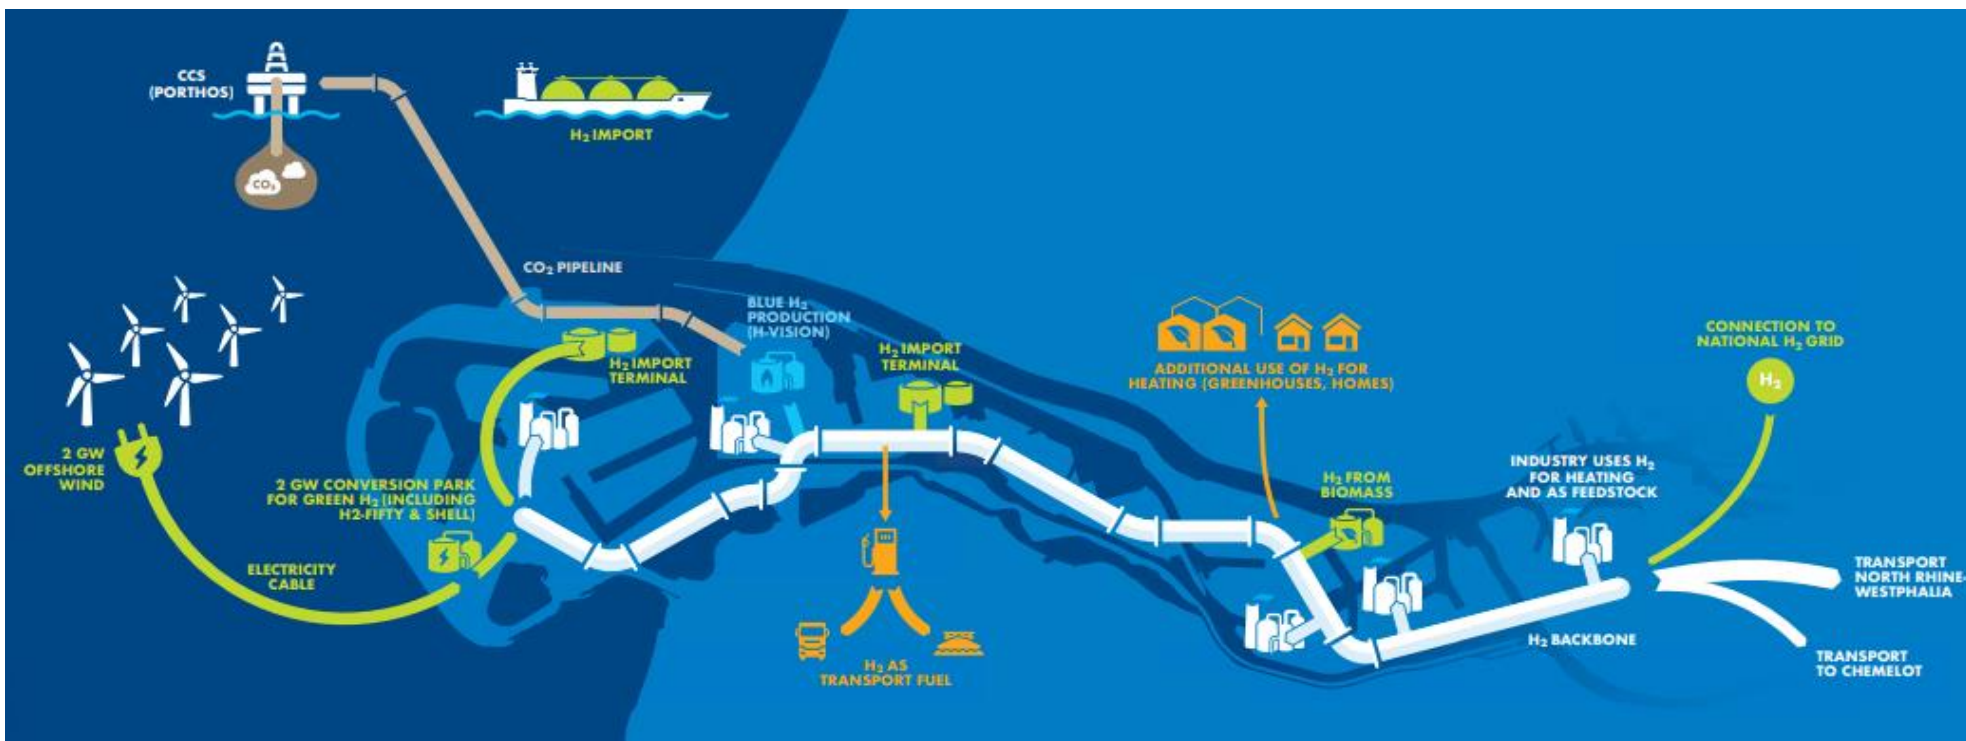 CCS
(PORTHOS)
CO₂
H₂ IMPORT
CO₂ PIPELINE
BLUE H₂
PRODUCTION
(H-VISION)
H₂ IMPORT
TERMINAL
H₂ IMPORT
TERMINAL
2 GW
OFFSHORE
WIND
2 GW CONVERSION PARK
FOR GREEN H₂ (INCLUDING
H2-FIFTY & SHELL)
ELECTRICITY
CABLE
H₂ AS
TRANSPORT FUEL
ADDITIONAL USE OF H₂ FOR
HEATING (GREENHOUSES, HOMES)
H₂ FROM
BIOMASS
INDUSTRY USES H₂
FOR HEATING
AND AS FEEDSTOCK
CONNECTION TO
NATIONAL H₂ GRID
H₂
H₂ BACKBONE
TRANSPORT
NORTH RHINE-
WESTPHALIA
TRANSPORT
TO CHEMELOT